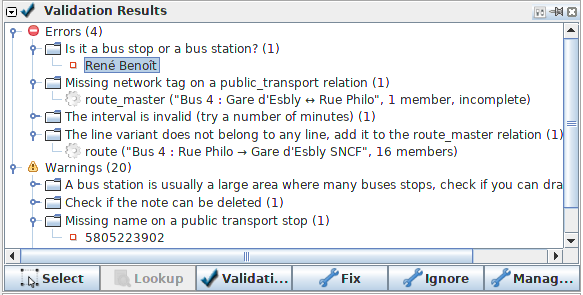 Validation Results
Errors (4)
Is it a bus stop or a bus station? (1)
René Benoît
Missing network tag on a public_transport relation (1)
route_master ("Bus 4 : Gare d'Esbly ↔ Rue Philo", 1 member, incomplete)
The interval is invalid (try a number of minutes) (1)
The line variant does not belong to any line, add it to the route_master relation (1)
route ("Bus 4 : Rue Philo → Gare d'Esbly SNCF", 16 members)
Warnings (20)
A bus station is usually a large area where many buses stops, check if you can dra
Check if the note can be deleted (1)
Missing name on a public transport stop (1)
5805223902
Select Lookup Validati... Fix Ignore Manag...